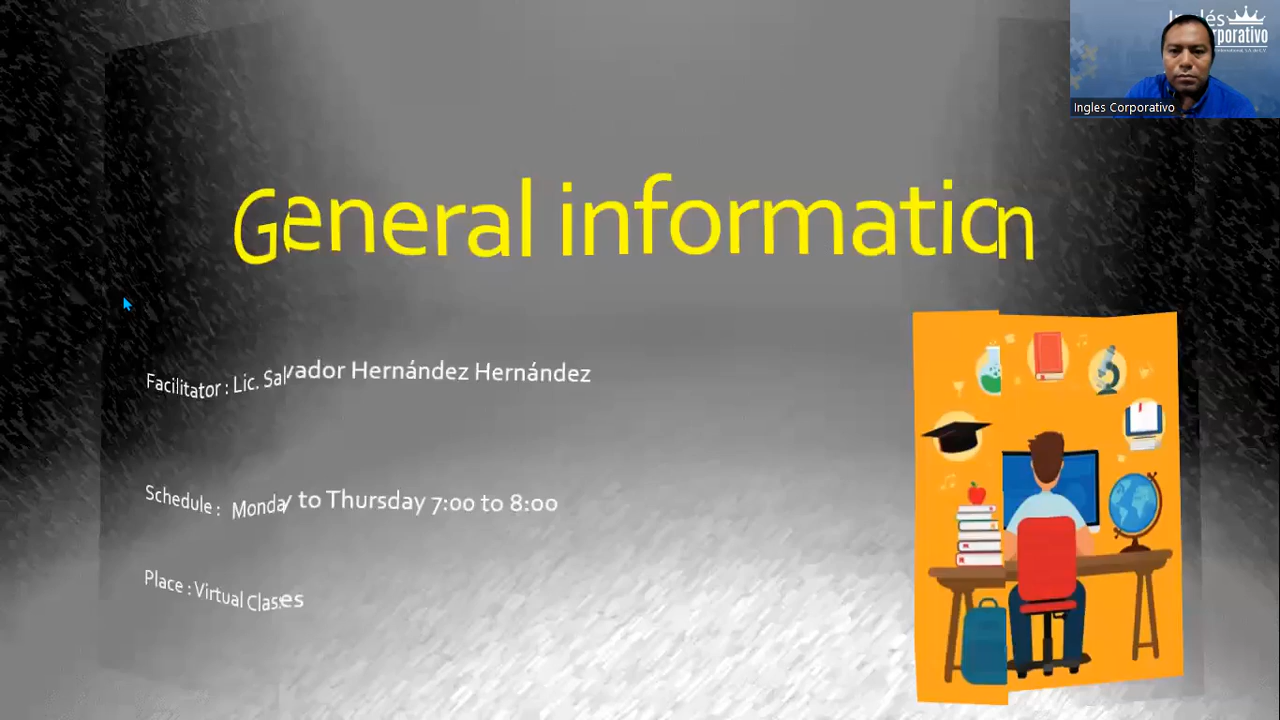 Inglés
Corporativo
Ingles Corporativo
General information
Facilitator : Lic. Salvador Hernández Hernández
Schedule : Monday to Thursday 7:00 to 8:00
Place : Virtual Classes